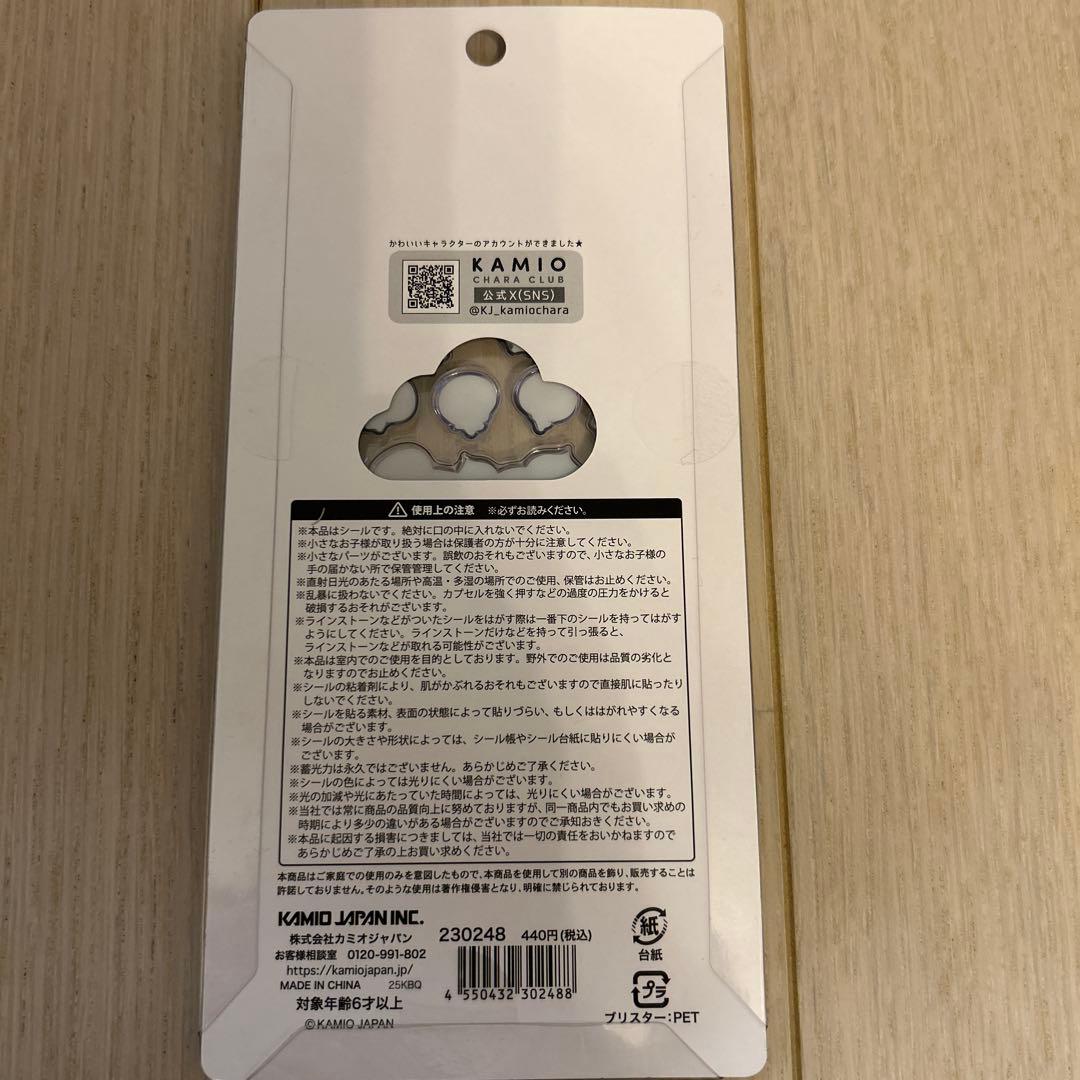 かわいいキャラクターのアカウントができました★
KAMIO
CHARA CLUB
公式X(SNS)
@KJ_kamiochara
使用上の注意 ※必ずお読みください。
※本品はシールです。絶対に口の中に入れないでください。
※小さなお子様が取り扱う場合は保護者の方が十分に注意してください。
※小さなパーツがございます。誤飲のおそれもございますので、小さなお子様の
手の届かない所で保管管理してください。
※直射日光のあたる場所や高温・多湿の場所でのご使用、保管はお止めください。
※乱暴に扱わないでください。カプセルを強く押すなどの過度の圧力をかけると
破損するおそれがございます。
※ラインストーンなどがついたシールをはがす際は一番下のシールを持ってはがす
ようにしてください。ラインストーンだけなどを持って引っ張ると、
ラインストーンなどが取れる可能性がございます。
※本品は室内でのご使用を目的としております。野外でのご使用は品質の劣化と
なりますのでお止めください。
※シールの粘着剤により、肌がかぶれるおそれもございますので直接肌に貼ったり
しないでください。
※シールを貼る素材、表面の状態によって貼りづらい、もしくははがれやすくなる
場合がございます。
※シールの大きさや形状によっては、シール帳やシール台紙に貼りにくい場合が
ございます。
※蓄光力は永久ではございません。あらかじめご了承ください。
※シールの色によっては光りにくい場合がございます。
※光の加減や光にあたっていた時間によっては、光りにくい場合がございます。
※当社では常に商品の品質向上に努めておりますが、同一商品内でもお買い求めの
時期により多少の違いがある場合がございますのでご承知おきください。
※本品に起因する損害につきましては、当社では一切の責任をおいかねますので
あらかじめご了承の上お買い求めください。
本商品はご家庭での使用のみを意図したもので、本商品を使用して別の商品を飾り、販売することは
許諾しておりません。そのような使用は著作権侵害となり、明確に禁じられております。
KAMIO JAPAN INC.
株式会社カミオジャパン
お客様相談室 0120-991-802
https://kamiojapan.jp/
MADE IN CHINA 25KBQ
対象年齢6才以上
©KAMIO JAPAN
230248 440円(税込)
4 550432 302488
紙
台紙
プラ
ブリスター:PET